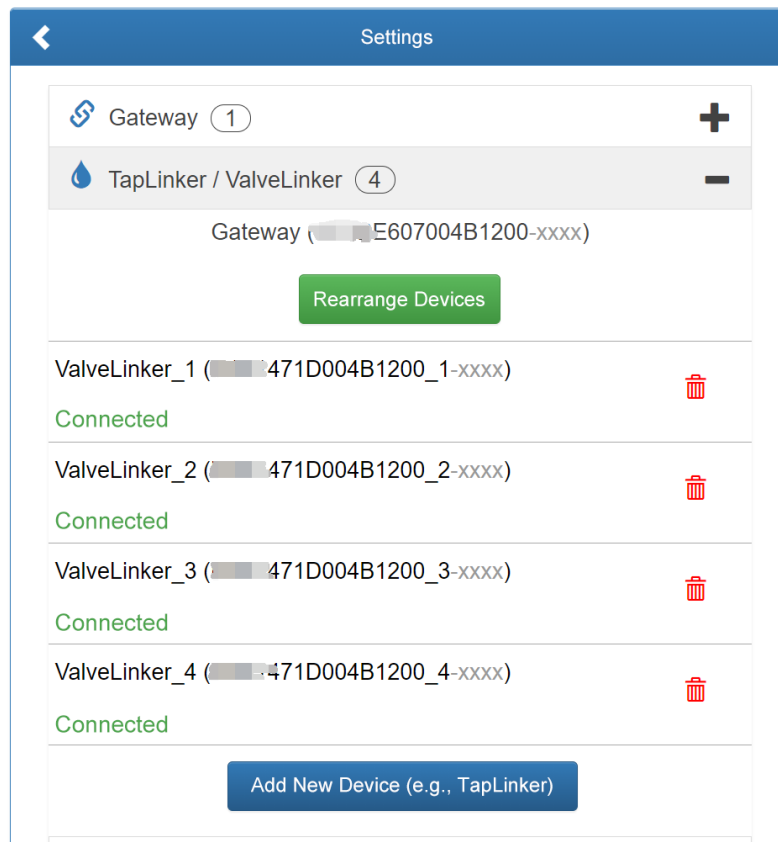 Settings
Gateway 1
TapLinker / ValveLinker 4
Gateway ( E607004B1200-xxxx)
Rearrange Devices
ValveLinker_1 ( 471D004B1200_1-xxxx)
Connected
ValveLinker_2 ( 471D004B1200_2-xxxx)
Connected
ValveLinker_3 ( 471D004B1200_3-xxxx)
Connected
ValveLinker_4 ( 471D004B1200_4-xxxx)
Connected
Add New Device (e.g., TapLinker)